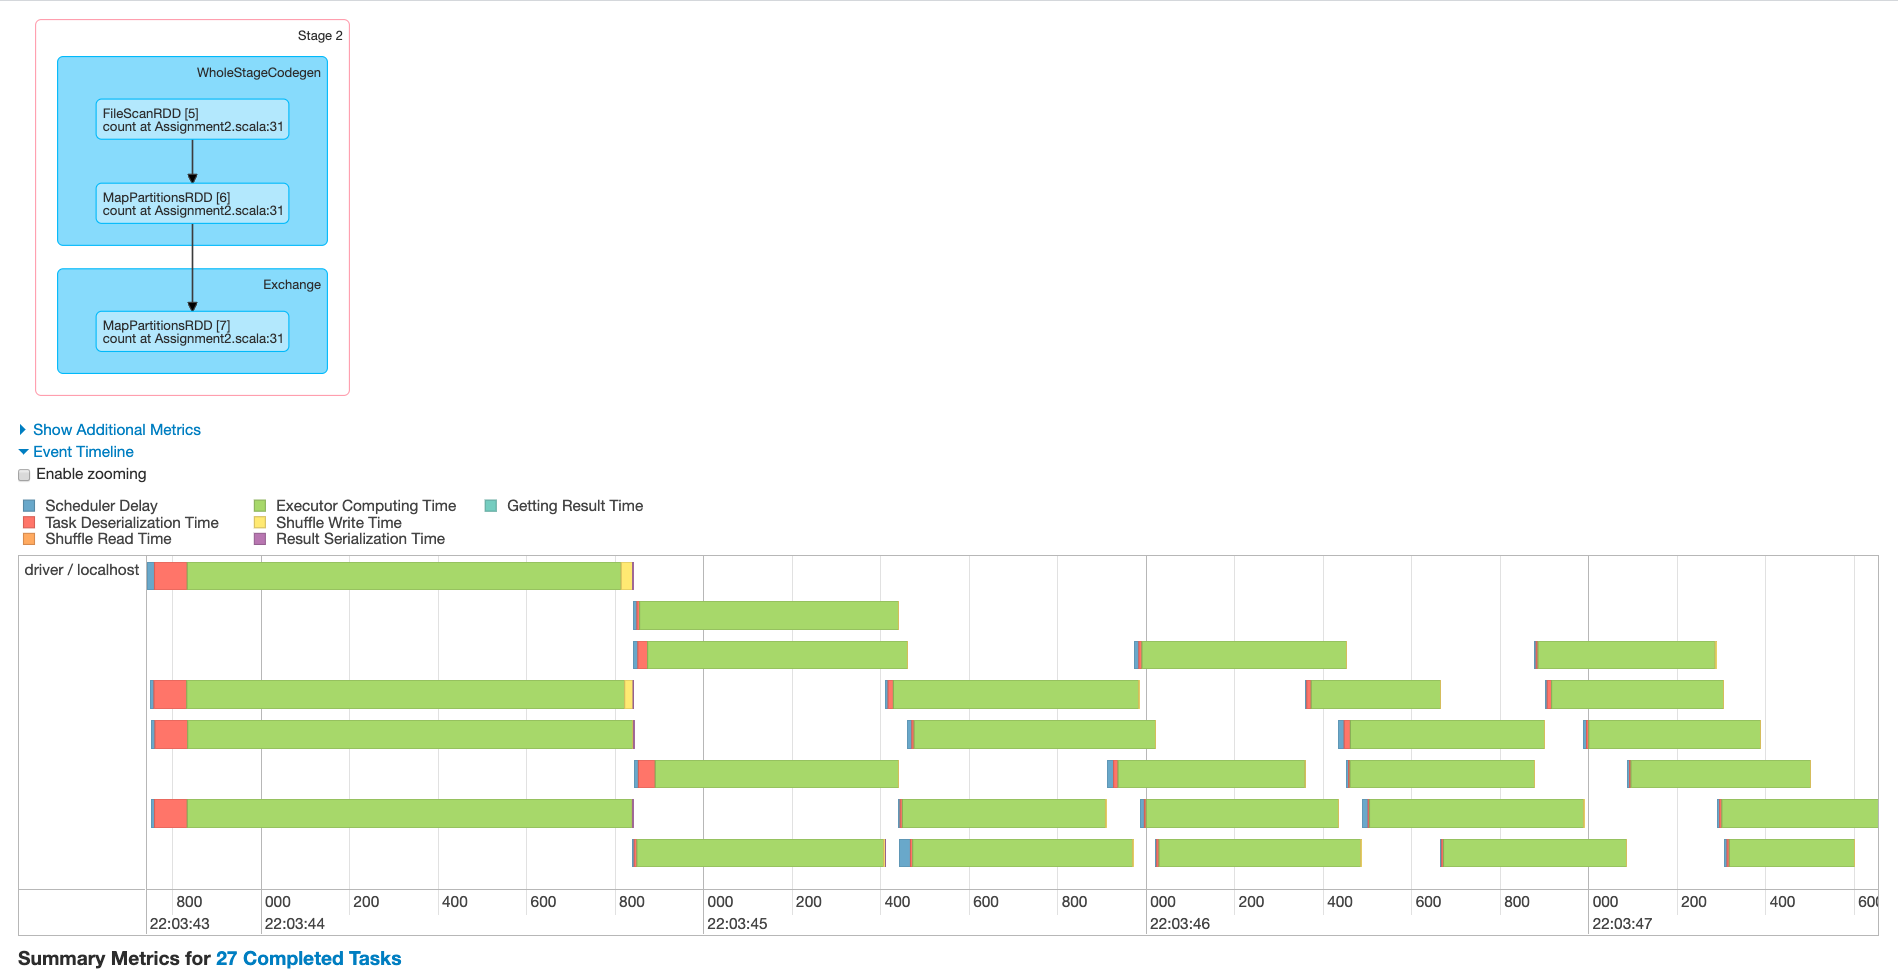 Stage 2
WholeStageCodegen
FileScanRDD [5]
count at Assignment2.scala:31
MapPartitionsRDD [6]
count at Assignment2.scala:31
Exchange
MapPartitionsRDD [7]
count at Assignment2.scala:31
Show Additional Metrics
Event Timeline
Enable zooming
Scheduler Delay Executor Computing Time Getting Result Time
Task Deserialization Time Shuffle Write Time
Shuffle Read Time Result Serialization Time
driver / localhost
800 000 200 400 600 800 000 200 400 600 800 000 200 400 600 800 000 200 400 600
22:03:43 22:03:44 22:03:45 22:03:46 22:03:47
Summary Metrics for 27 Completed Tasks